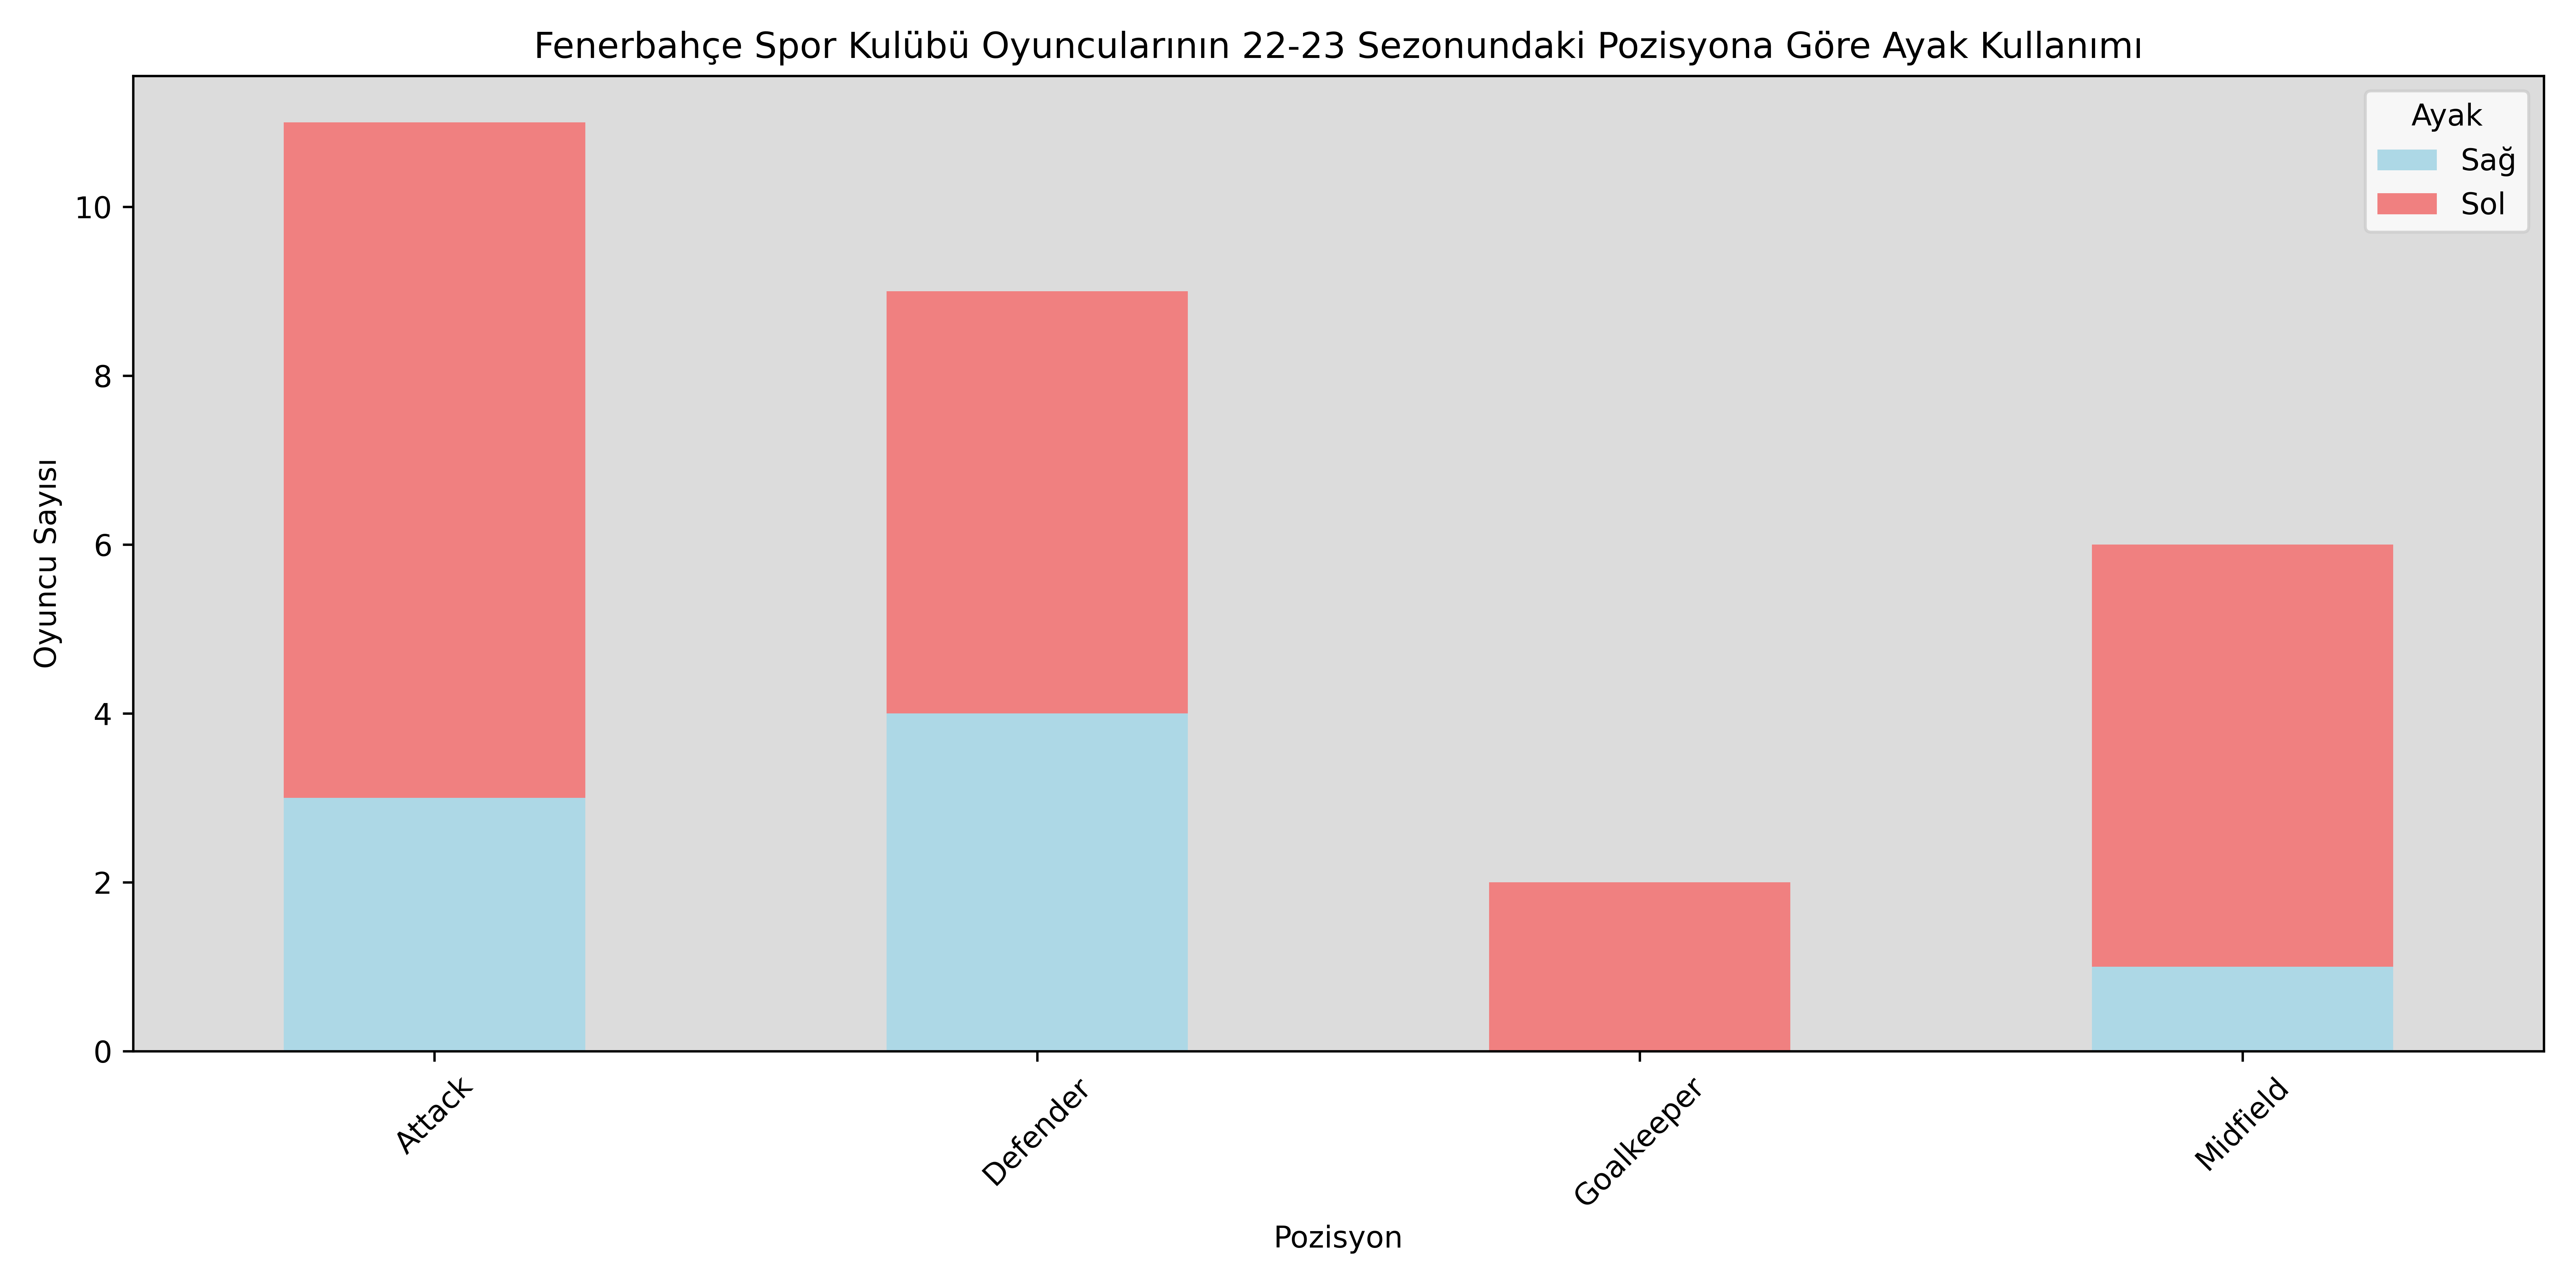 Fenerbahçe Spor Kulübü Oyuncularının 22-23 Sezonundaki Pozisyona Göre Ayak Kullanımı
Ayak
Sağ
Sol
Oyuncu Sayısı
10
8
6
4
2
0
Attack
Defender
Goalkeeper
Midfield
Pozisyon